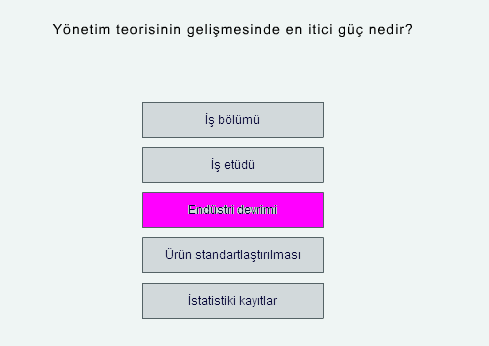 Yönetim teorisinin gelişmesinde en itici güç nedir?
İş bölümü
İş etüdü
Endüstri devrimi
Ürün standartlaştırılması
İstatistiki kayıtlar